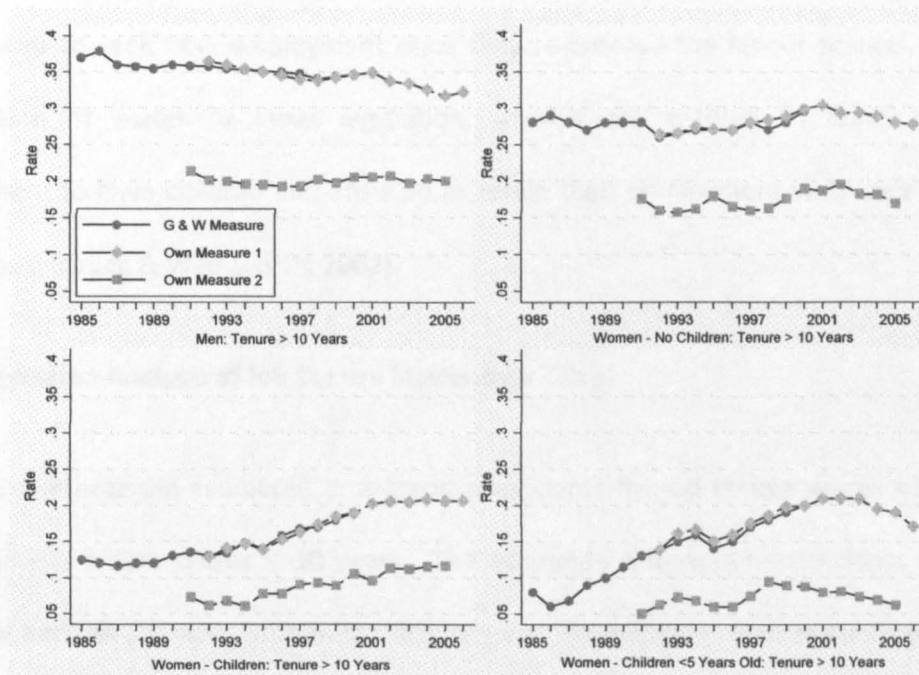 .4
.35
.3
.25
.2
.15
.1
.05
Rate
G & W Measure
Own Measure 1
Own Measure 2
1985 1989 1993 1997 2001 2005
Men: Tenure > 10 Years
.4
.35
.3
.25
.2
.15
.1
.05
Rate
1985 1989 1993 1997 2001 2005
Women - No Children: Tenure > 10 Years
.4
.35
.3
.25
.2
.15
.1
.05
Rate
1985 1989 1993 1997 2001 2005
Women - Children: Tenure > 10 Years
.4
.35
.3
.25
.2
.15
.1
.05
Rate
1985 1989 1993 1997 2001 2005
Women - Children <5 Years Old: Tenure > 10 Years